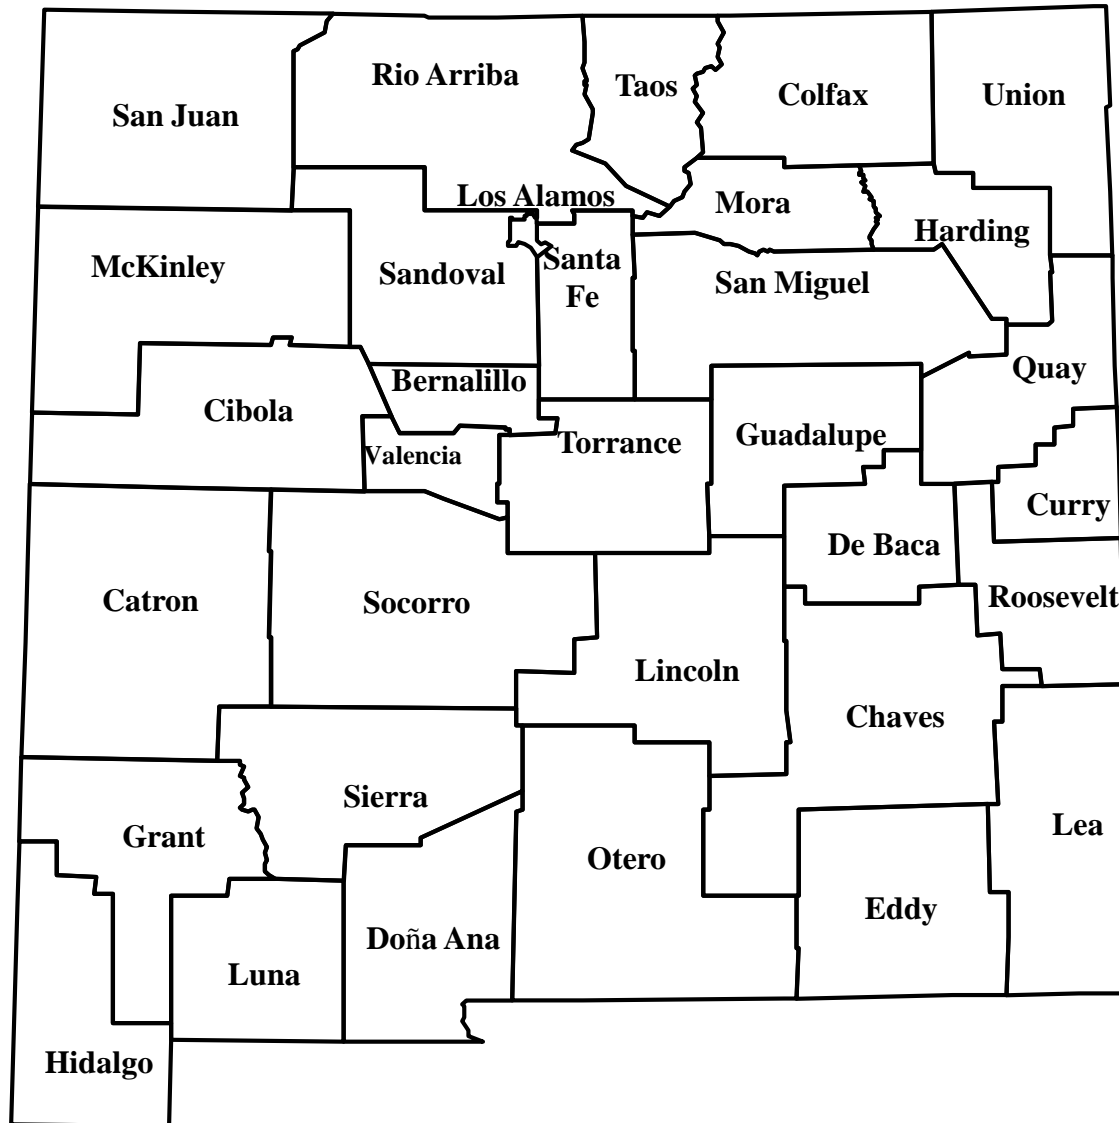 Rio Arriba
Taos
Colfax
Union
San Juan
Los Alamos
Mora
Harding
McKinley
Sandoval
Santa
Fe
San Miguel
Quay
Bernalillo
Cibola
Torrance
Guadalupe
Valencia
Curry
De Baca
Catron
Socorro
Roosevelt
Lincoln
Chaves
Sierra
Grant
Lea
Otero
Eddy
Doña Ana
Luna
Hidalgo